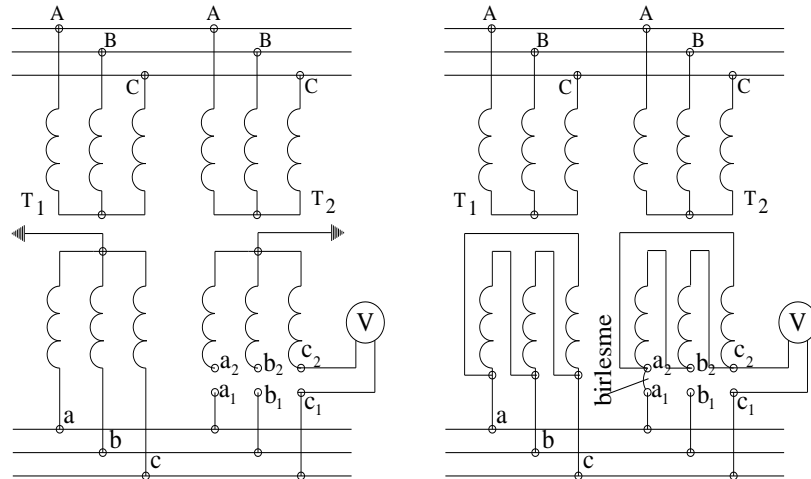 A A
B B
C C
T1 T2
V
a2 b2 c2
a1 b1 c1
a
b
c
A A
B B
C C
T1 T2
V
birlesme
a2 b2 c2
a1 b1 c1
a
b
c